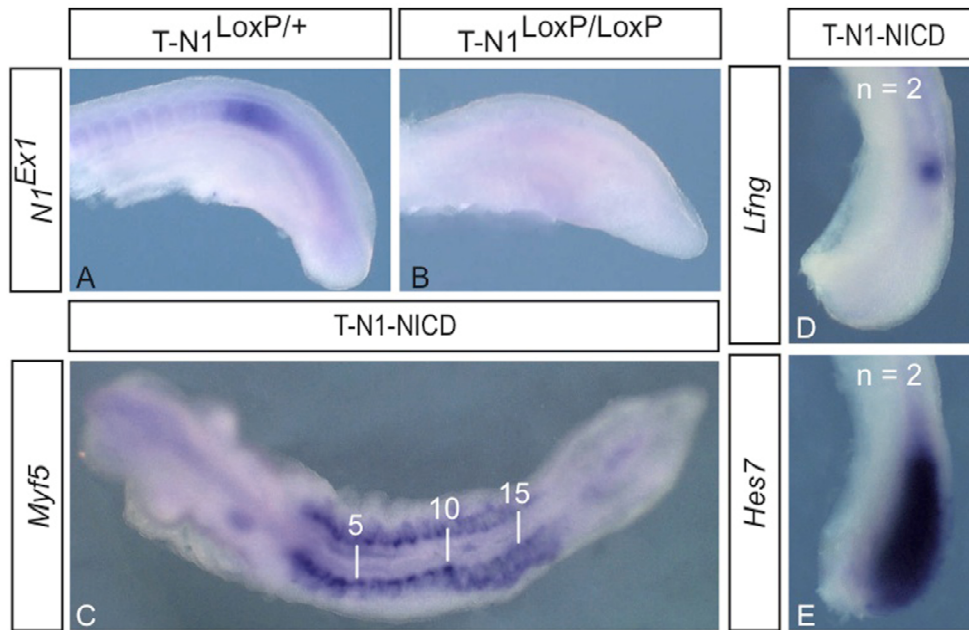 T-N1LoxP/+
T-N1LoxP/LoxP
T-N1-NICD
N1Ex1
A
B
Lfng
n = 2
D
T-N1-NICD
Myf5
5
10
15
C
Hes7
n = 2
E